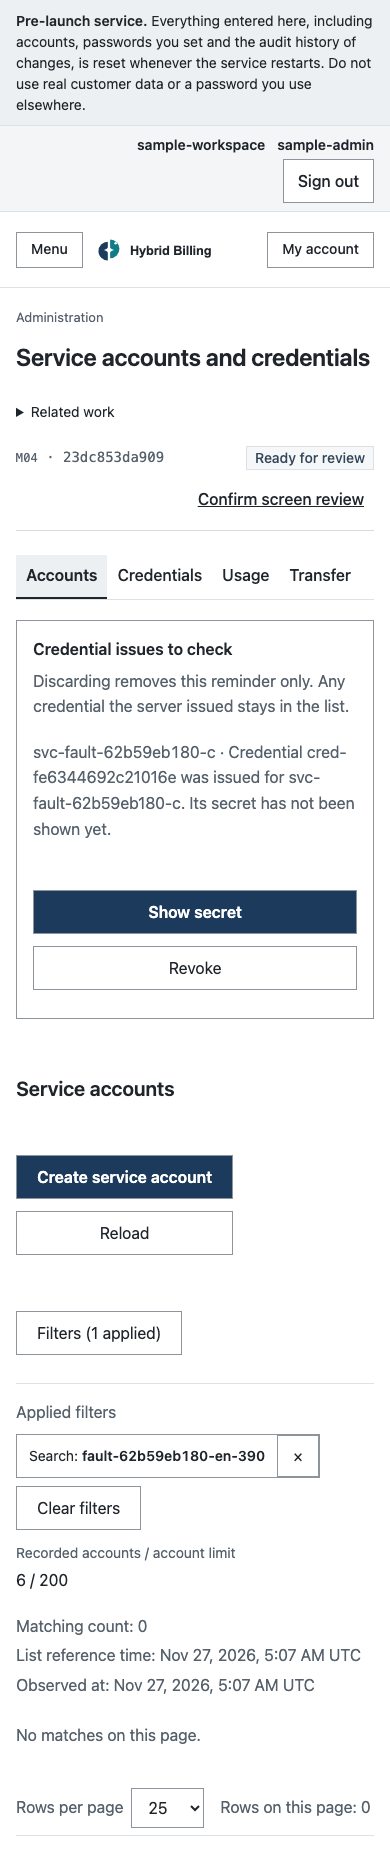 Pre-launch service. Everything entered here, including
accounts, passwords you set and the audit history of
changes, is reset whenever the service restarts. Do not
use real customer data or a password you use
elsewhere.
sample-workspace sample-admin
Sign out
Menu
Hybrid Billing
My account
Administration
Service accounts and credentials
Related work
M04 · 23dc853da909
Ready for review
Confirm screen review
Accounts Credentials Usage Transfer
Credential issues to check
Discarding removes this reminder only. Any
credential the server issued stays in the list.
svc-fault-62b59eb180-c · Credential cred-
fe6344692c21016e was issued for svc-
fault-62b59eb180-c. Its secret has not been
shown yet.
Show secret
Revoke
Service accounts
Create service account
Reload
Filters (1 applied)
Applied filters
Search: fault-62b59eb180-en-390 ×
Clear filters
Recorded accounts / account limit
6 / 200
Matching count: 0
List reference time: Nov 27, 2026, 5:07 AM UTC
Observed at: Nov 27, 2026, 5:07 AM UTC
No matches on this page.
Rows per page 25 Rows on this page: 0